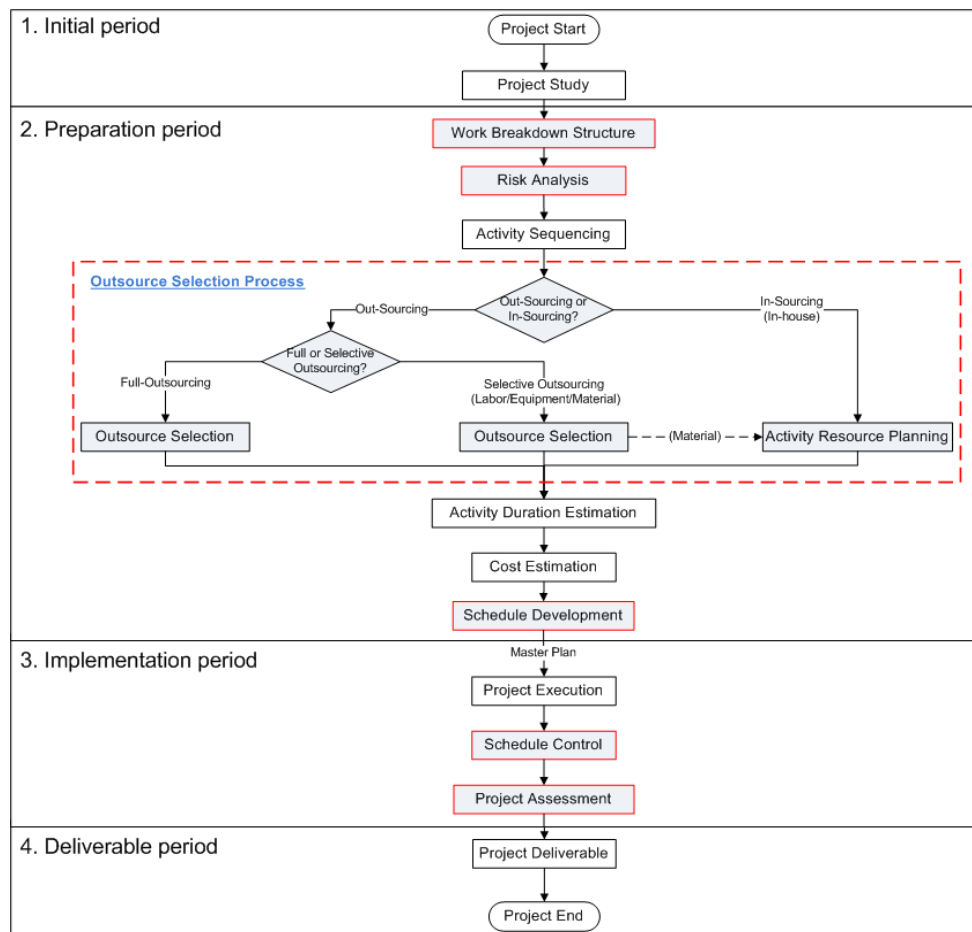 1. Initial period
Project Start
Project Study
2. Preparation period
Work Breakdown Structure
Risk Analysis
Activity Sequencing
Outsource Selection Process
Out-Sourcing or
In-Sourcing?
Out-Sourcing
In-Sourcing
(In-house)
Full or Selective
Outsourcing?
Full-Outsourcing
Selective Outsourcing
(Labor/Equipment/Material)
Outsource Selection
Outsource Selection
(Material)
Activity Resource Planning
Activity Duration Estimation
Cost Estimation
Schedule Development
3. Implementation period
Master Plan
Project Execution
Schedule Control
Project Assessment
4. Deliverable period
Project Deliverable
Project End